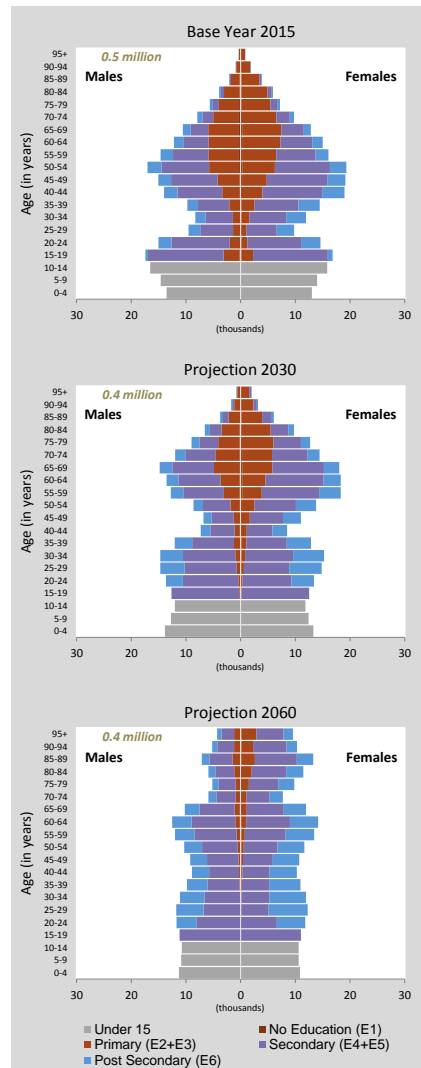 Base Year 2015
0.5 million
Males
Females
Age (in years)
95+
90-94
85-89
80-84
75-79
70-74
65-69
60-64
55-59
50-54
45-49
40-44
35-39
30-34
25-29
20-24
15-19
10-14
5-9
0-4
30 20 10 0 10 20 30
(thousands)
Projection 2030
0.4 million
Males
Females
Age (in years)
95+
90-94
85-89
80-84
75-79
70-74
65-69
60-64
55-59
50-54
45-49
40-44
35-39
30-34
25-29
20-24
15-19
10-14
5-9
0-4
30 20 10 0 10 20 30
(thousands)
Projection 2060
0.4 million
Males
Females
Age (in years)
95+
90-94
85-89
80-84
75-79
70-74
65-69
60-64
55-59
50-54
45-49
40-44
35-39
30-34
25-29
20-24
15-19
10-14
5-9
0-4
30 20 10 0 10 20 30
(thousands)
Under 15 No Education (E1)
Primary (E2+E3) Secondary (E4+E5)
Post Secondary (E6)